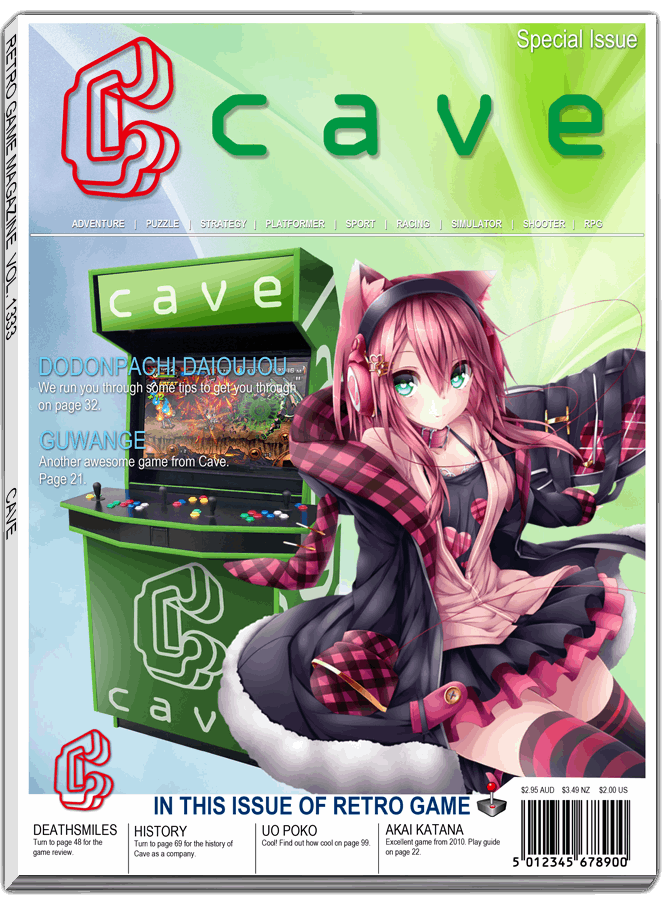 Special Issue
cave
ADVENTURE | PUZZLE | STRATEGY | PLATFORMER | SPORT | RACING | SIMULATOR | SHOOTER | RPG
RETRO GAME MAGAZINE VOL. 1333
CAVE
cave
DODONPACHI DAIOUJOU
We run you through some tips to get you through
on page 32.
GUWANGE
Another awesome game from Cave.
Page 21.
cav
IN THIS ISSUE OF RETRO GAME
$2.95 AUD $3.49 NZ $2.00 US
DEATHSMILES
Turn to page 48 for the
game review.
HISTORY
Turn to page 69 for the history of
Cave as a company.
UO POKO
Cool! Find out how cool on page 99.
AKAI KATANA
Excellent game from 2010. Play guide
on page 22.
5 012345 678900